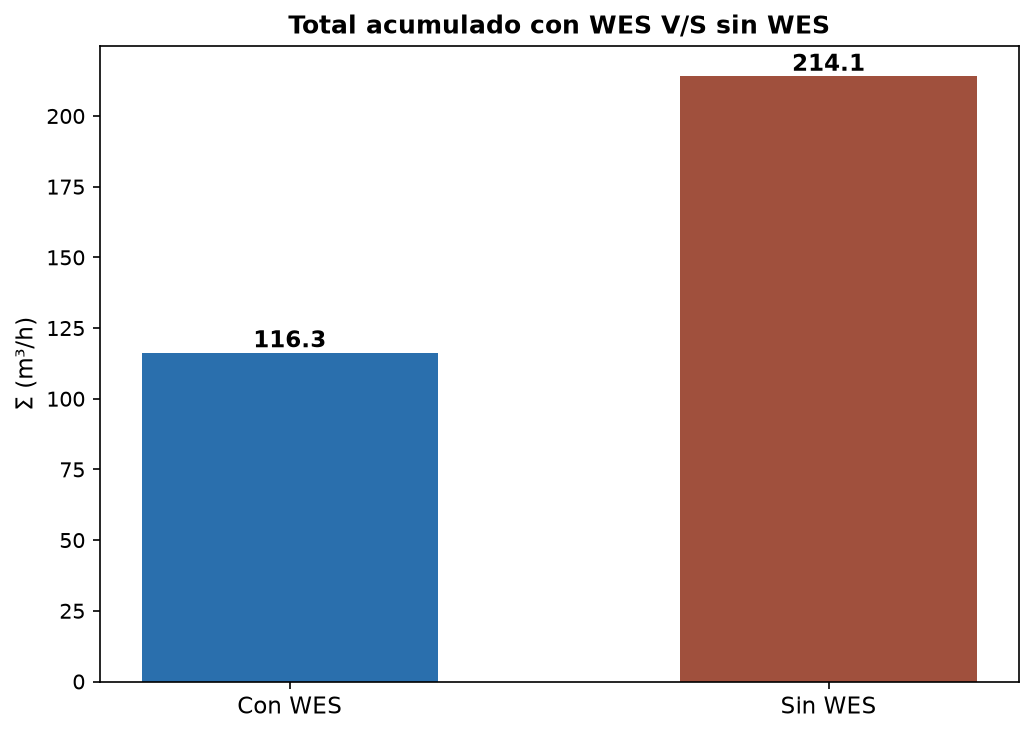 Total acumulado con WES V/S sin WES
Σ (m³/h)
200
175
150
125
100
75
50
25
0
116.3
214.1
Con WES
Sin WES